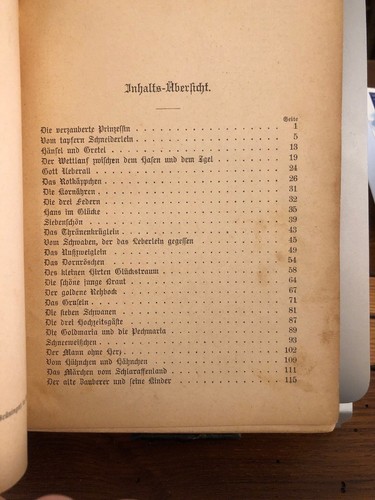 Inhalts-Übersicht.
Seite
Die verzauberte Prinzessin . . . . . . . . . . . . 1
Vom tapfern Schneiderlein . . . . . . . . . . . . 5
Hänsel und Gretel . . . . . . . . . . . . 13
Der Wettlauf zwischen dem Hasen und dem Igel . . . . . . . . 19
Gott Ueberall . . . . . . . . . . . . 24
Das Rotkäppchen . . . . . . . . . . . . 26
Die Kornähren . . . . . . . . . . . . 31
Die drei Federn . . . . . . . . . . . . 32
Hans im Glücke . . . . . . . . . . . . 35
Siebenschön . . . . . . . . . . . . 39
Das Thränenkrüglein . . . . . . . . . . . . 43
Vom Schwaben, der das Leberlein gegessen . . . . . . . . 45
Das Nußzweiglein . . . . . . . . . . . . 49
Das Dornröschen . . . . . . . . . . . . 54
Des kleinen Hirten Glückstraum . . . . . . . . . . 58
Die schöne junge Braut . . . . . . . . . . . . 64
Der goldene Rehbock . . . . . . . . . . . . 67
Das Gruseln . . . . . . . . . . . . 71
Die sieben Schwanen . . . . . . . . . . . . 81
Die drei Hochzeitsgäste . . . . . . . . . . . . 87
Die Goldmaria und die Pechmaria . . . . . . . . . . 89
Schneeweißchen . . . . . . . . . . . . 93
Der Mann ohne Herz . . . . . . . . . . . . 102
Vom Hühnchen und Hähnchen . . . . . . . . . . 109
Das Märchen vom Schlaraffenland . . . . . . . . . . 111
Der alte Zauberer und seine Kinder . . . . . . . . . . 115